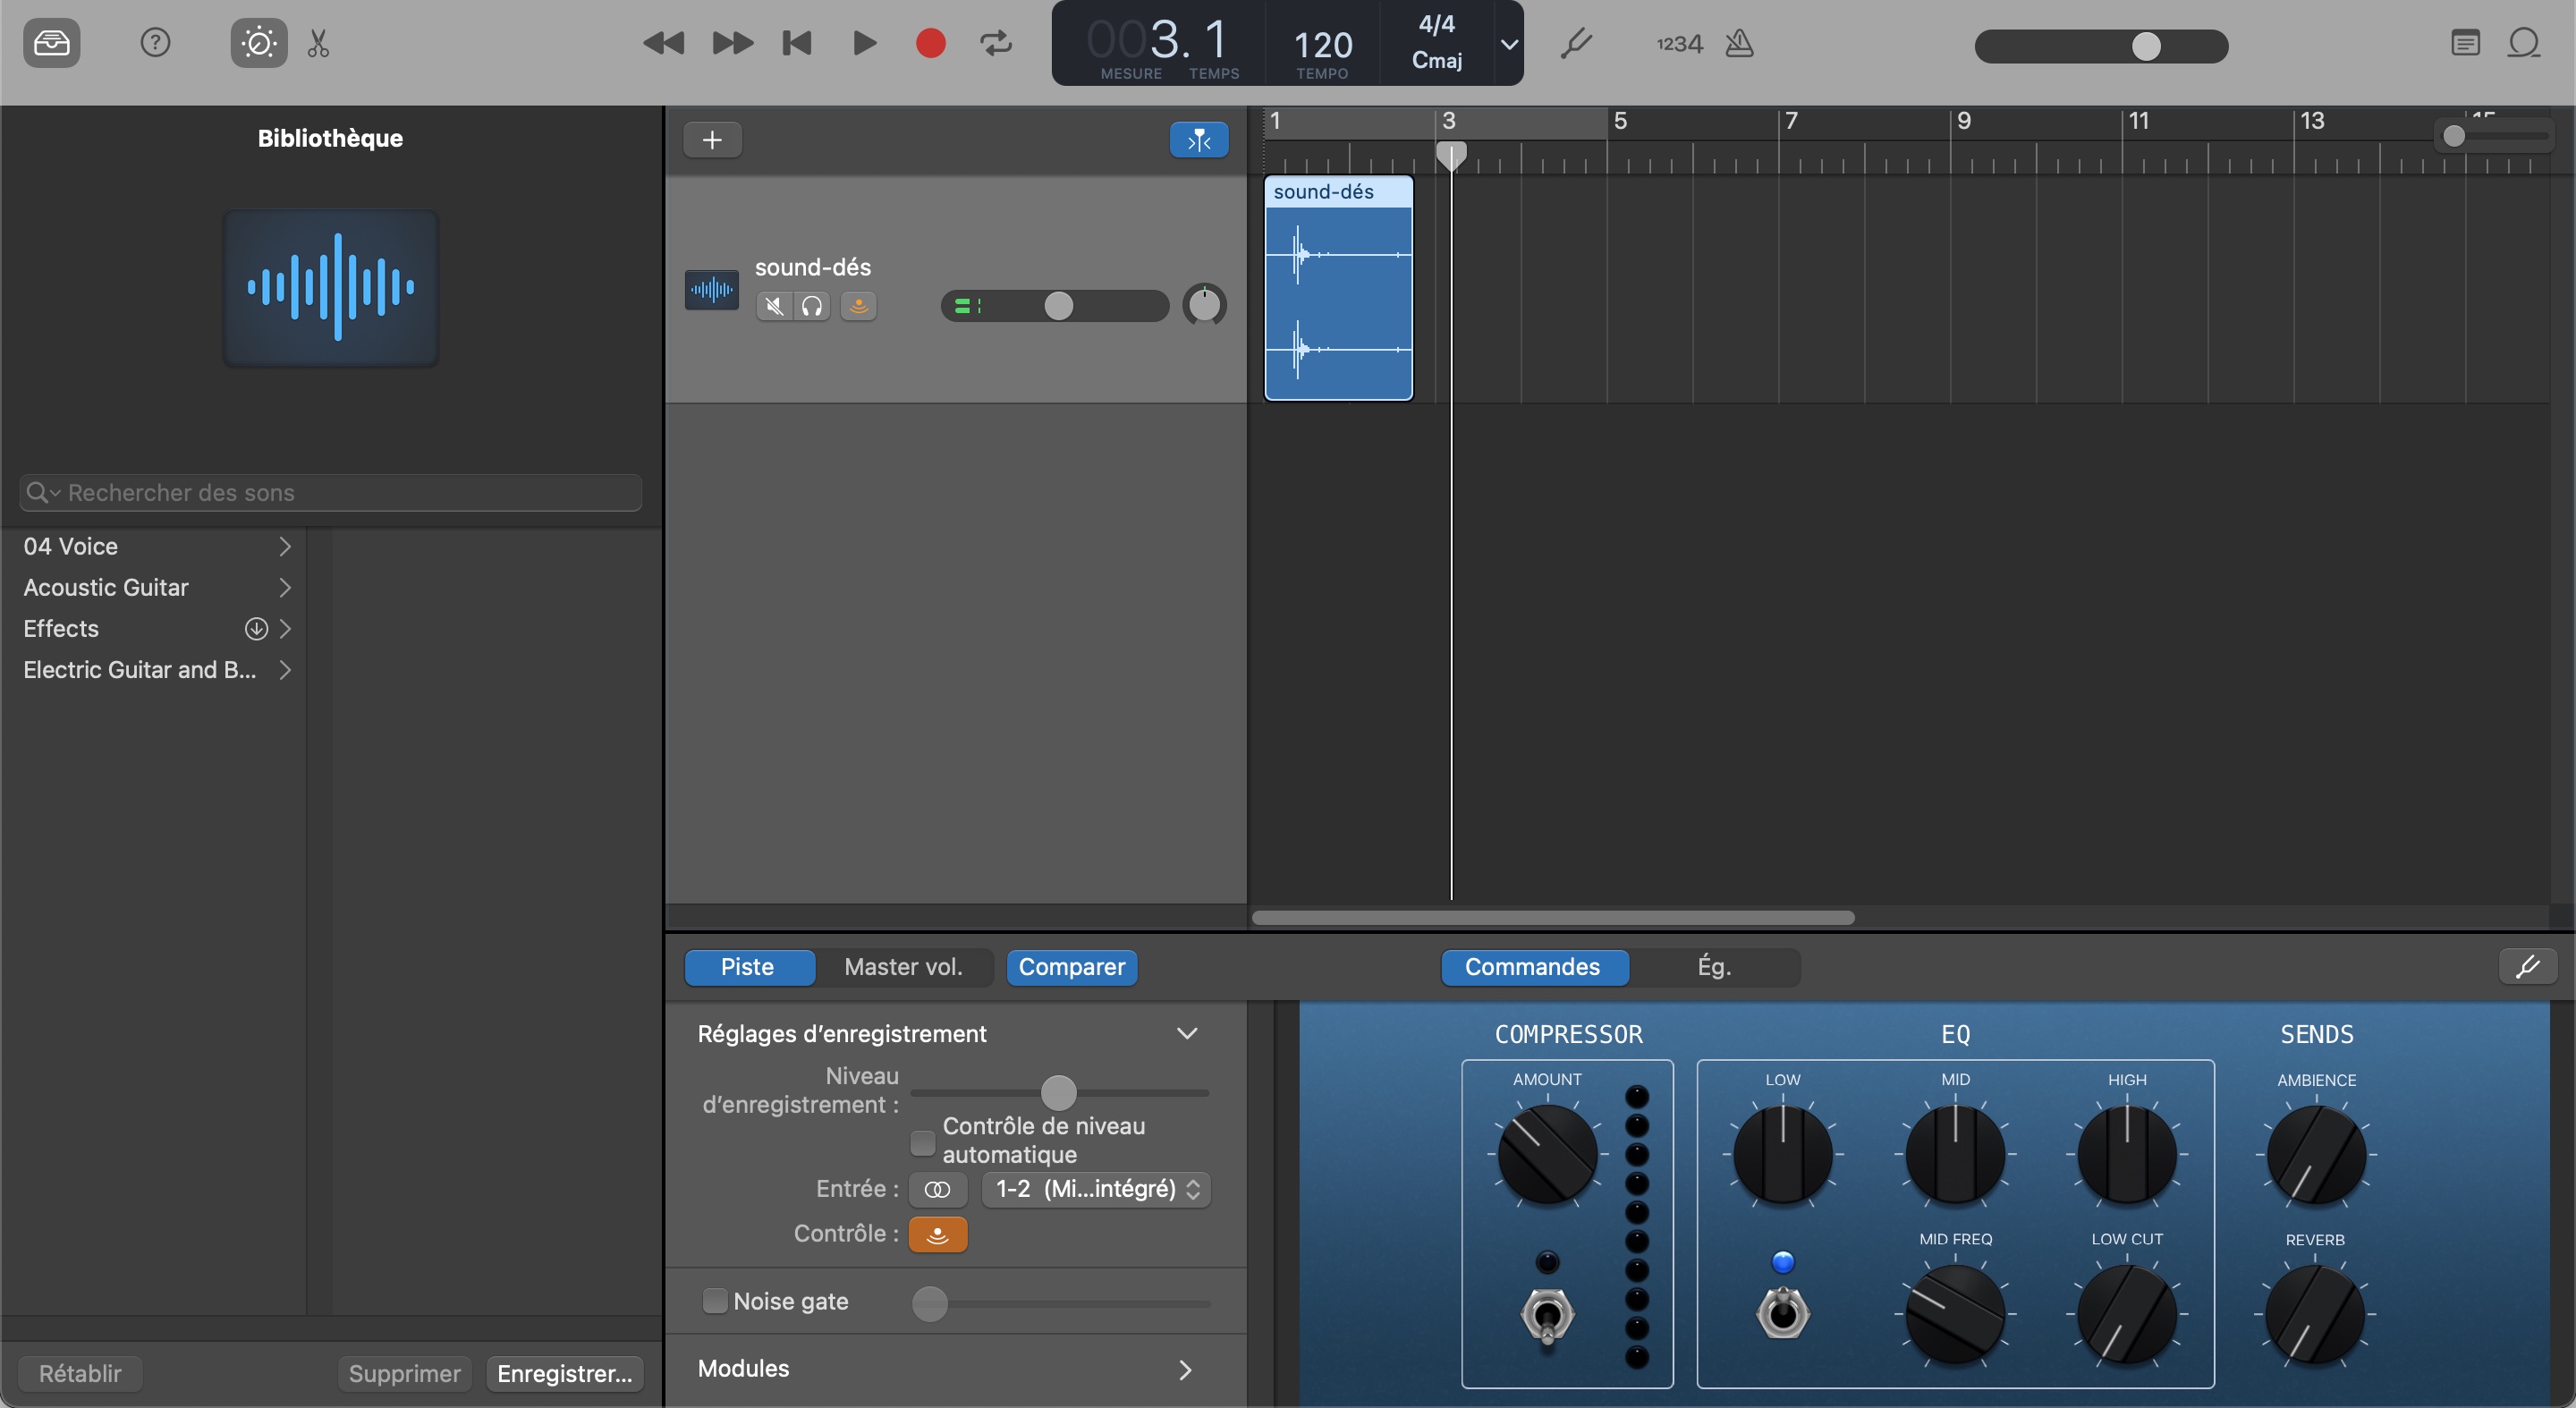 003. 1
MESURE TEMPS
120
TEMPO
4/4
Cmaj
1234
Bibliothèque
Rechercher des sons
04 Voice
Acoustic Guitar
Effects
Electric Guitar and B...
Rétablir
Supprimer
Enregistrer...
1 3 5 7 9 11 13
sound-dés
sound-dés
Piste
Master vol.
Comparer
Commandes
Ég.
Réglages d’enregistrement
Niveau
d’enregistrement :
Contrôle de niveau
automatique
Entrée :
1-2 (Mi...intégré)
Contrôle :
Noise gate
Modules
COMPRESSOR
AMOUNT
EQ
LOW
MID
HIGH
MID FREQ
LOW CUT
SENDS
AMBIENCE
REVERB